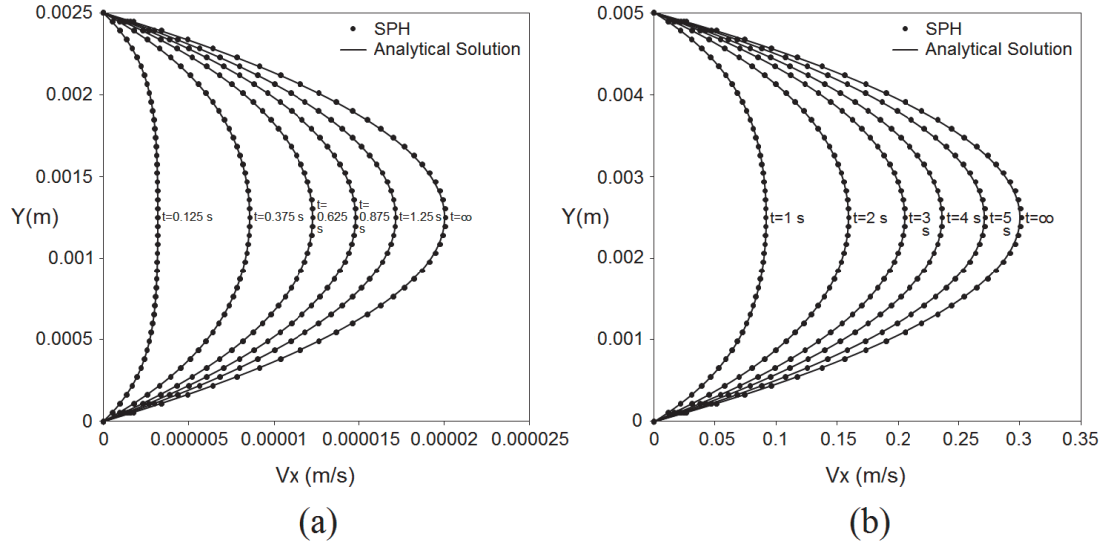 0.0025
0.002
0.0015
Y(m)
0.001
0.0005
0
0 0.000005 0.00001 0.000015 0.00002 0.000025
Vx (m/s)
SPH
Analytical Solution
t=0.125 s
t=0.375 s
t=
0.625
s
t=
0.875
s
t=1.25 s
t=∞
(a)
0.005
0.004
0.003
Y(m)
0.002
0.001
0
0 0.05 0.1 0.15 0.2 0.25 0.3 0.35
Vx (m/s)
SPH
Analytical Solution
t=1 s
t=2 s
t=3
s
t=4 s
t=5
s
t=∞
(b)